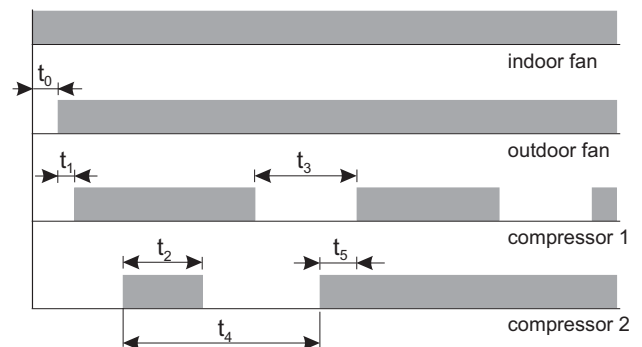 indoor fan
t₀
outdoor fan
t₁
t₃
compressor 1
t₂
t₅
t₄
compressor 2